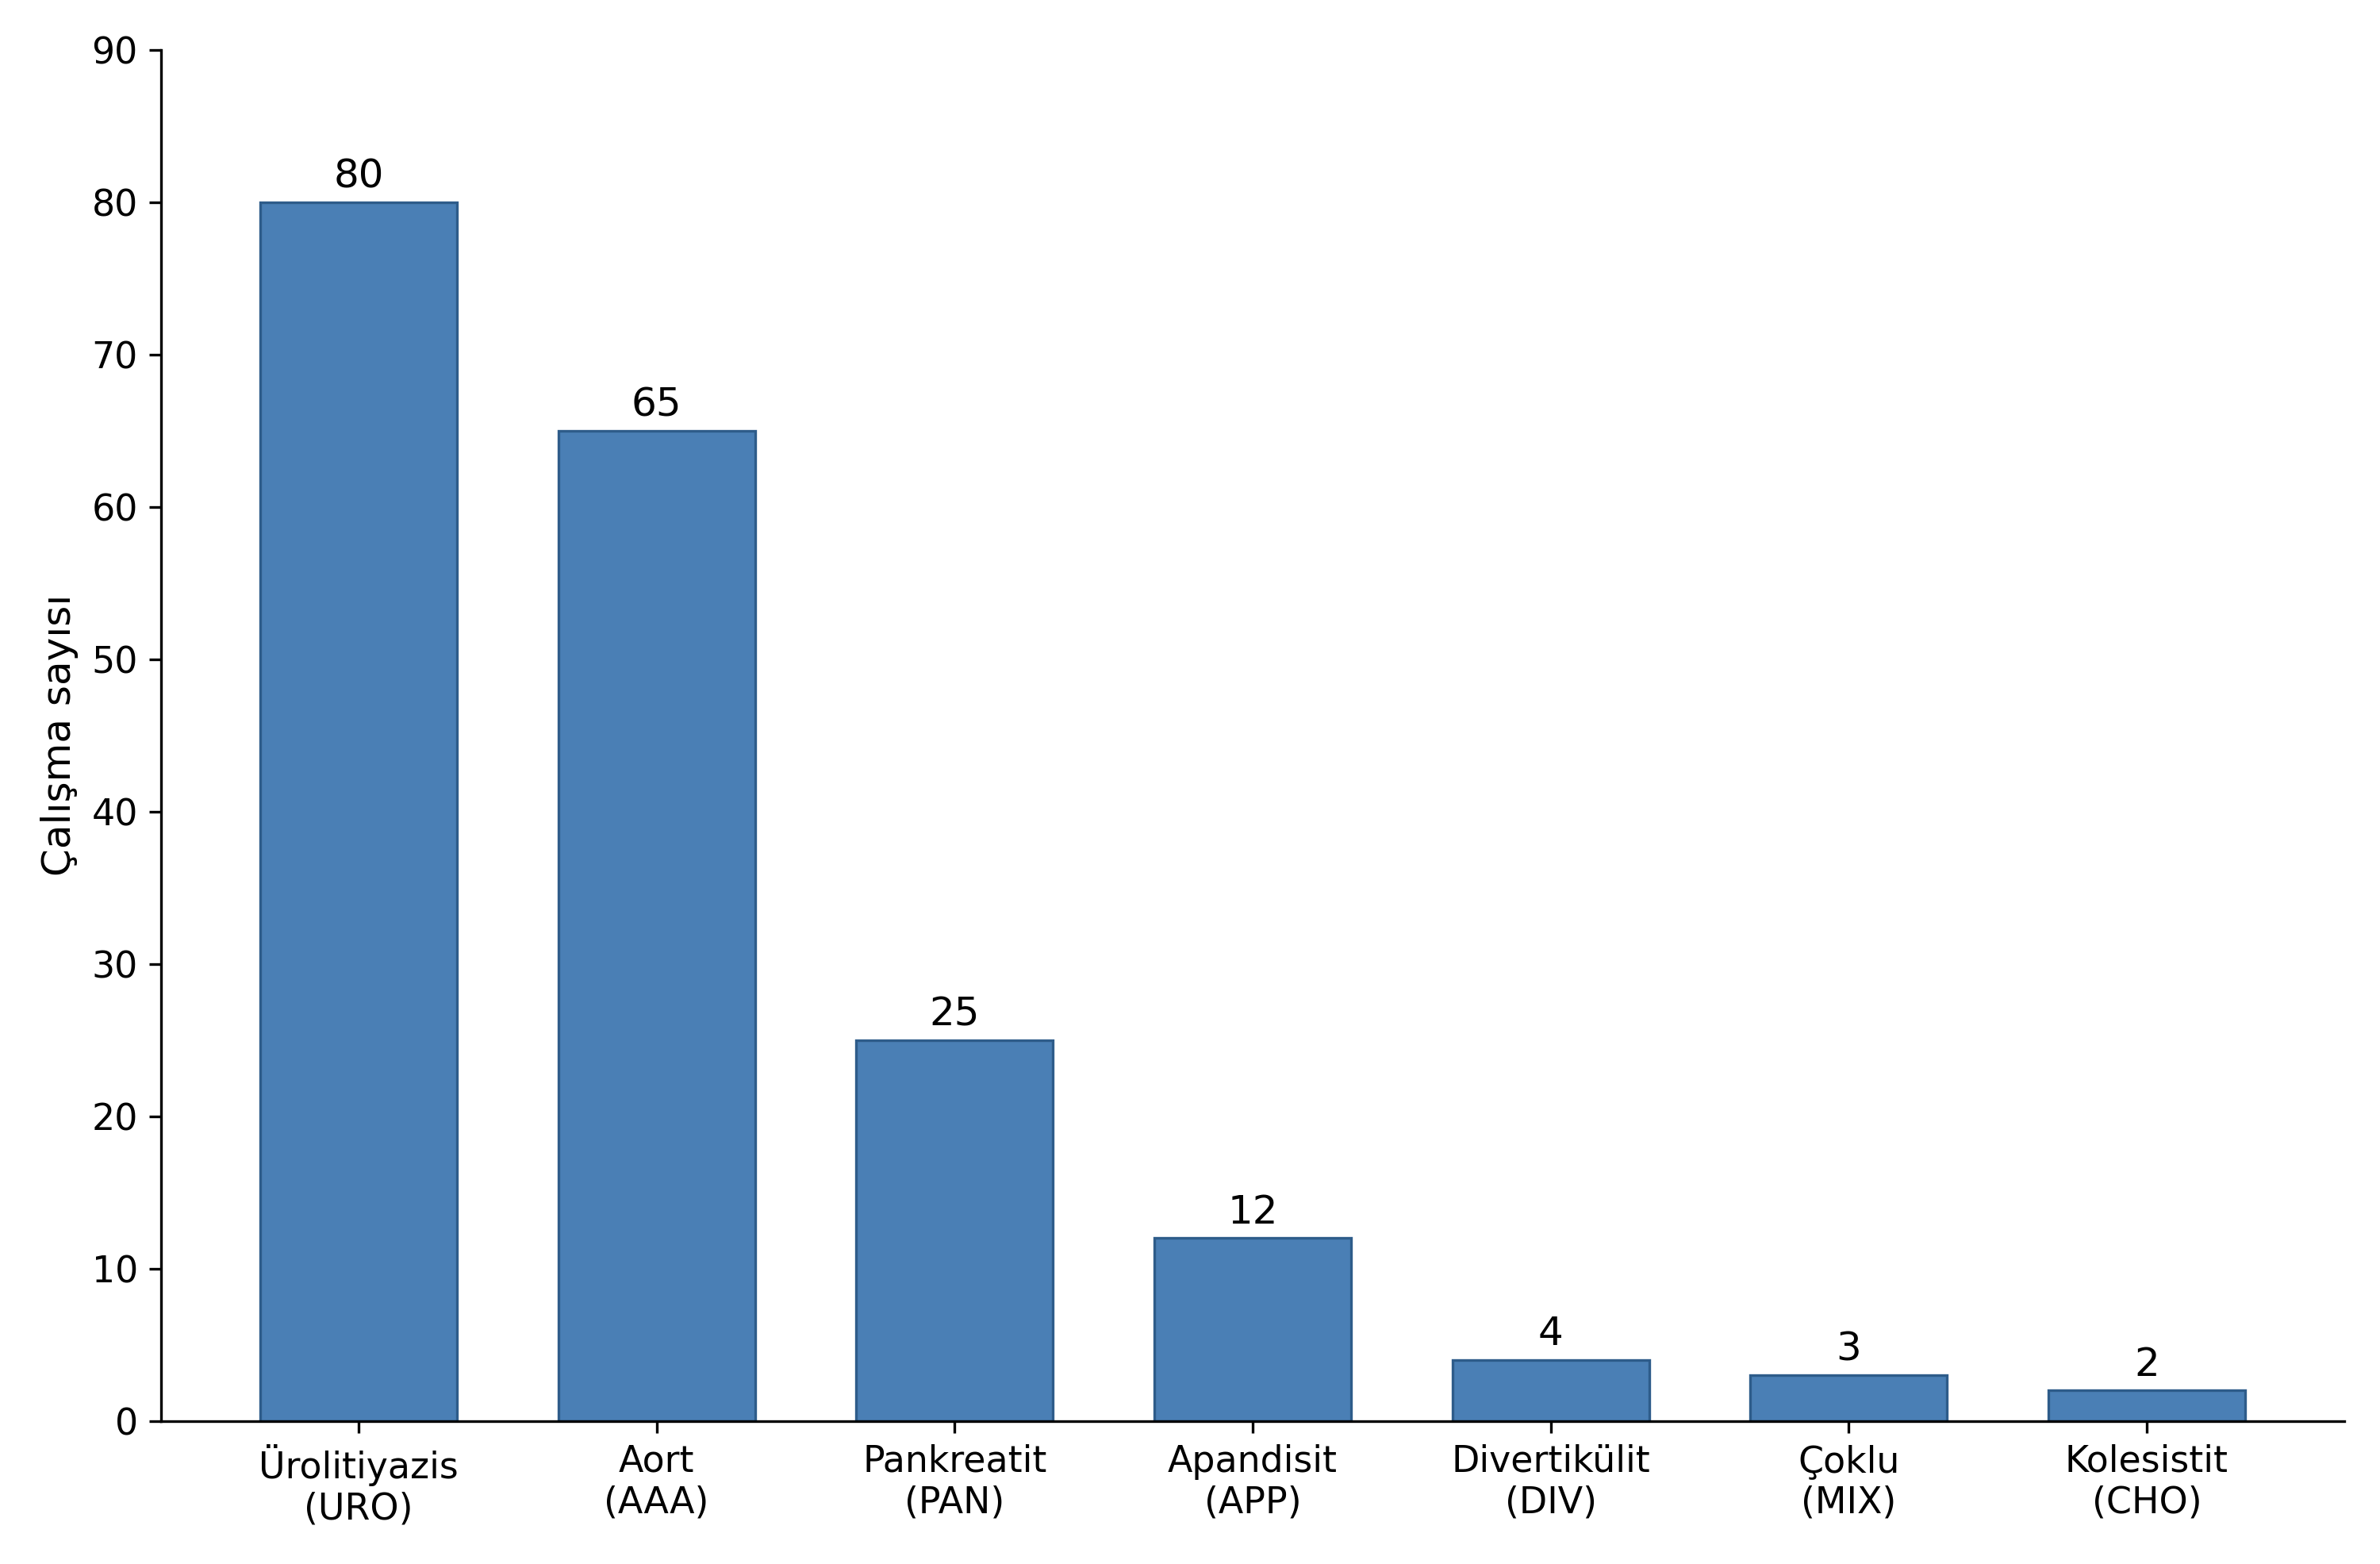 90
80
70
60
50
40
30
20
10
0
Çalışma sayısı
80
65
25
12
4
3
2
Ürolitiyazis
(URO)
Aort
(AAA)
Pankreatit
(PAN)
Apandisit
(APP)
Divertikülit
(DIV)
Çoklu
(MIX)
Kolesistit
(CHO)